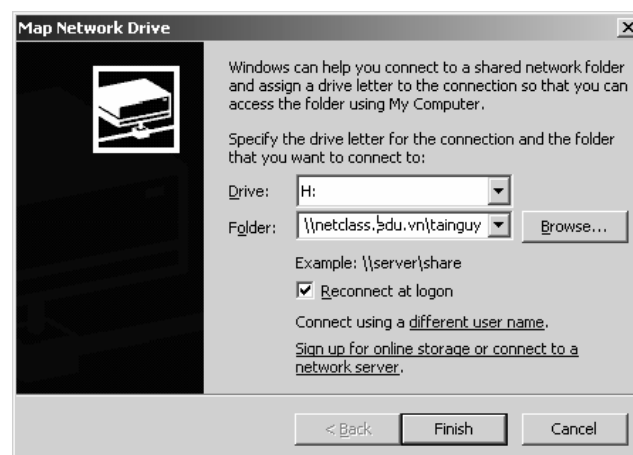 Map Network Drive
Windows can help you connect to a shared network folder
and assign a drive letter to the connection so that you can
access the folder using My Computer.
Specify the drive letter for the connection and the folder
that you want to connect to:
Drive: H:
Folder: \\netclass.edu.vn\tainguy Browse...
Example: \\server\share
Reconnect at logon
Connect using a different user name.
Sign up for online storage or connect to a
network server.
< Back Finish Cancel